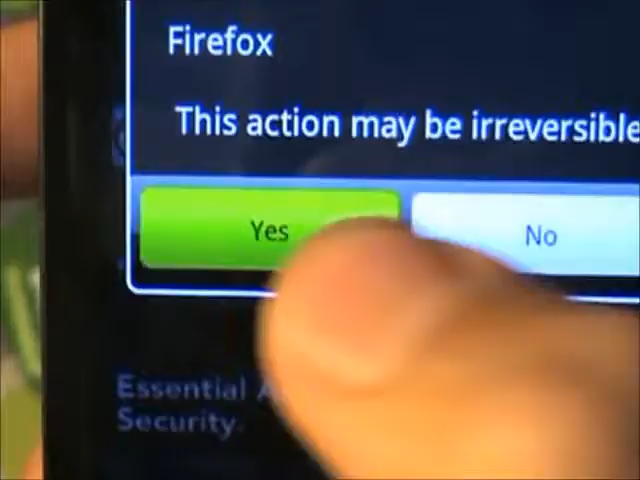 Firefox
This action may be irreversible
Yes
No
Essential
Security.